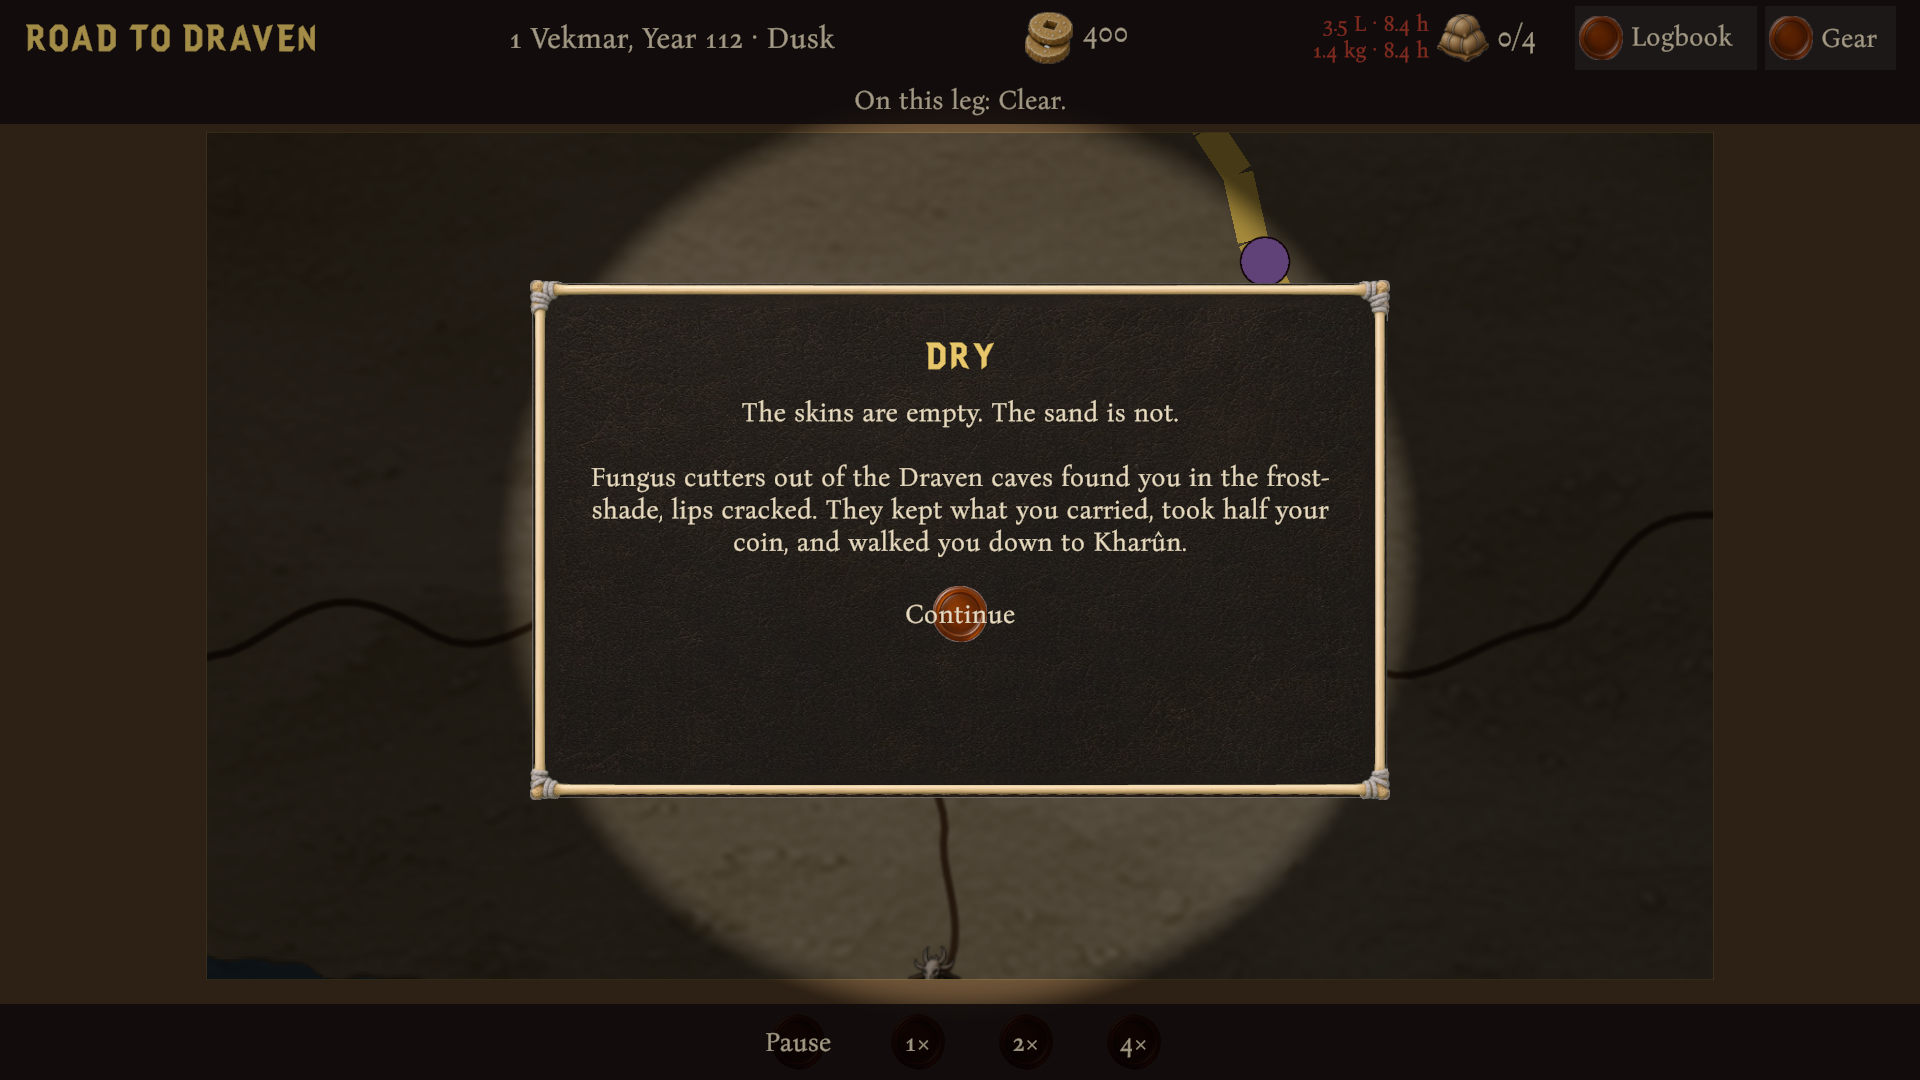 ROAD TO DRAVEN
1 Vekmar, Year 112 · Dusk
400
3.5 L · 8.4 h
1.4 kg · 8.4 h
0/4
Logbook
Gear
On this leg: Clear.
DRY
The skins are empty. The sand is not.
Fungus cutters out of the Draven caves found you in the frost-
shade, lips cracked. They kept what you carried, took half your
coin, and walked you down to Kharûn.
Continue
Pause
1×
2×
4×